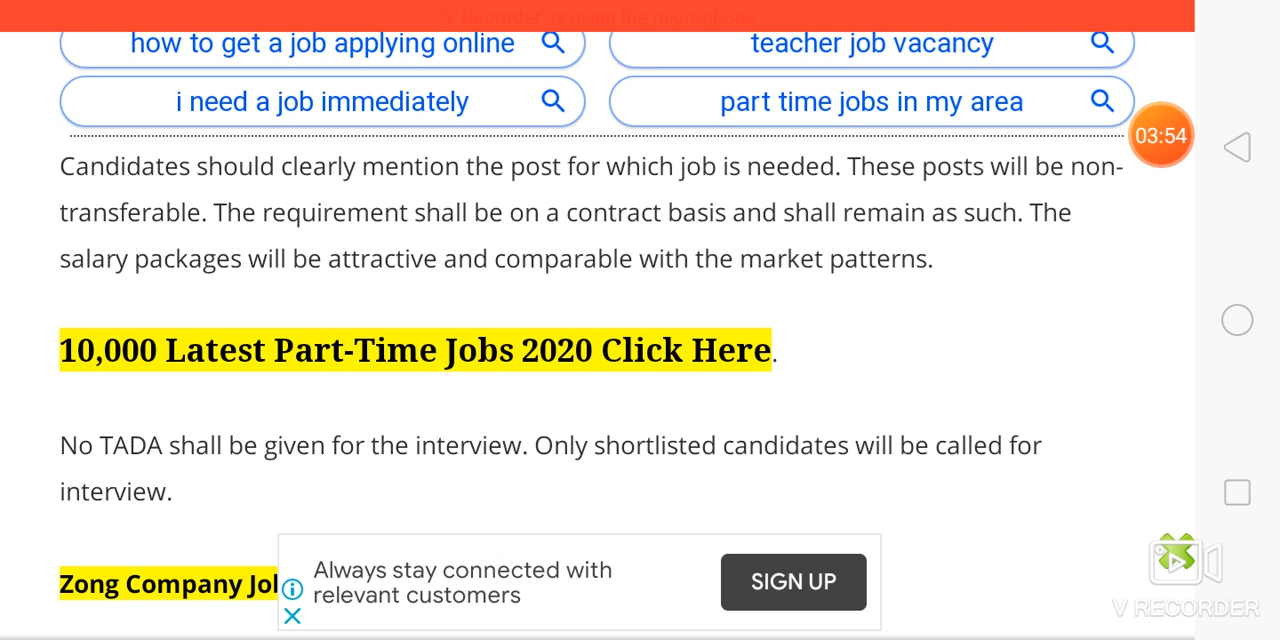 "V Recorder" is using the microphone
how to get a job applying online
teacher job vacancy
i need a job immediately
part time jobs in my area
03:54
Candidates should clearly mention the post for which job is needed. These posts will be non-
transferable. The requirement shall be on a contract basis and shall remain as such. The
salary packages will be attractive and comparable with the market patterns.
10,000 Latest Part-Time Jobs 2020 Click Here.
No TADA shall be given for the interview. Only shortlisted candidates will be called for
interview.
Zong Company
Always stay connected with
relevant customers
SIGN UP
V RECORDER